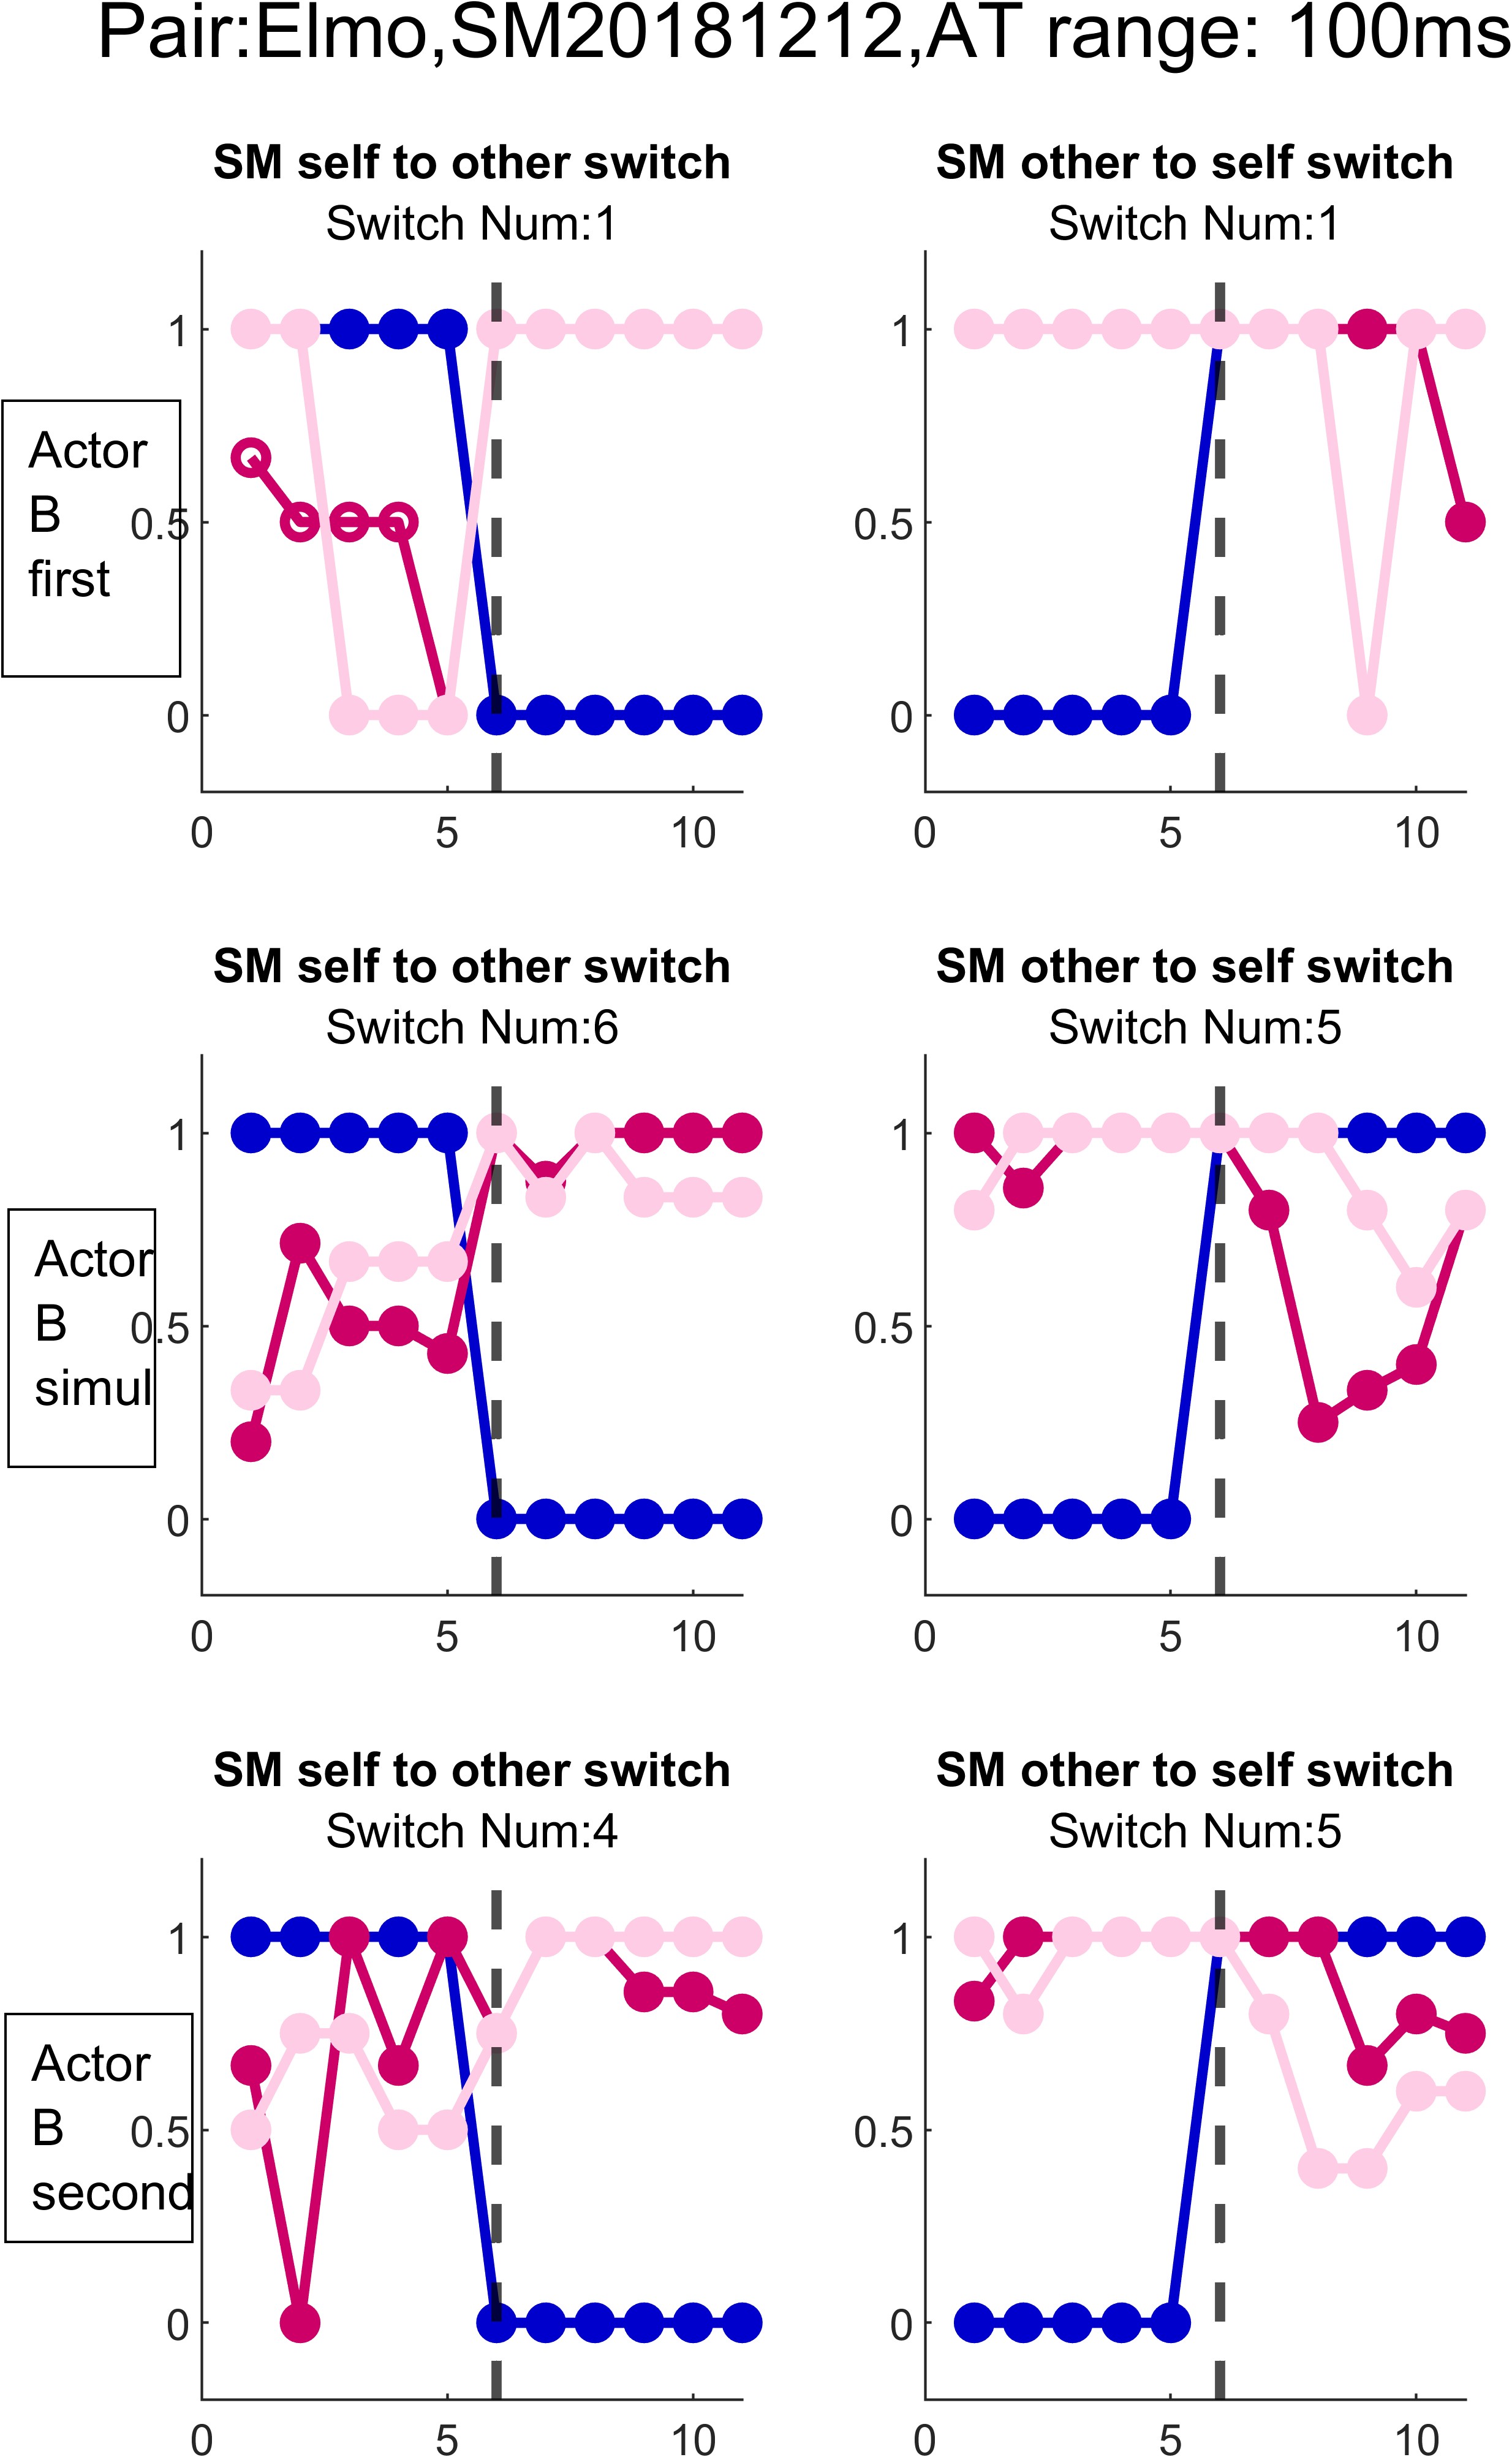 Pair:Elmo,SM20181212,AT range: 100ms
SM self to other switch
Switch Num:1
SM other to self switch
Switch Num:1
Actor
B
first
1
0.5
0
0
5
10
1
0.5
0
0
5
10
SM self to other switch
Switch Num:6
SM other to self switch
Switch Num:5
Actor
B
simul
1
0.5
0
0
5
10
1
0.5
0
0
5
10
SM self to other switch
Switch Num:4
SM other to self switch
Switch Num:5
Actor
B
second
1
0.5
0
0
5
10
1
0.5
0
0
5
10